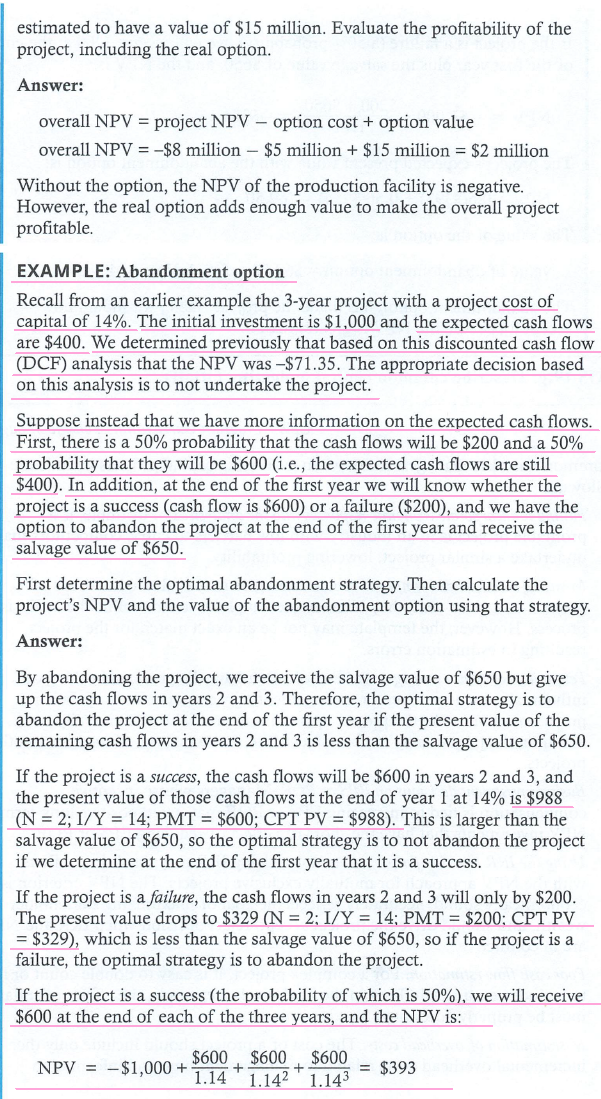 estimated to have a value of $15 million. Evaluate the profitability of the
project, including the real option.
Answer:
overall NPV = project NPV – option cost + option value
overall NPV = –$8 million – $5 million + $15 million = $2 million
Without the option, the NPV of the production facility is negative.
However, the real option adds enough value to make the overall project
profitable.
EXAMPLE: Abandonment option
Recall from an earlier example the 3-year project with a project cost of
capital of 14%. The initial investment is $1,000 and the expected cash flows
are $400. We determined previously that based on this discounted cash flow
(DCF) analysis that the NPV was –$71.35. The appropriate decision based
on this analysis is to not undertake the project.
Suppose instead that we have more information on the expected cash flows.
First, there is a 50% probability that the cash flows will be $200 and a 50%
probability that they will be $600 (i.e., the expected cash flows are still
$400). In addition, at the end of the first year we will know whether the
project is a success (cash flow is $600) or a failure ($200), and we have the
option to abandon the project at the end of the first year and receive the
salvage value of $650.
First determine the optimal abandonment strategy. Then calculate the
project's NPV and the value of the abandonment option using that strategy.
Answer:
By abandoning the project, we receive the salvage value of $650 but give
up the cash flows in years 2 and 3. Therefore, the optimal strategy is to
abandon the project at the end of the first year if the present value of the
remaining cash flows in years 2 and 3 is less than the salvage value of $650.
If the project is a success, the cash flows will be $600 in years 2 and 3, and
the present value of those cash flows at the end of year 1 at 14% is $988
(N = 2; I/Y = 14; PMT = $600; CPT PV = $988). This is larger than the
salvage value of $650, so the optimal strategy is to not abandon the project
if we determine at the end of the first year that it is a success.
If the project is a failure, the cash flows in years 2 and 3 will only by $200.
The present value drops to $329 (N = 2; I/Y = 14; PMT = $200; CPT PV
= $329), which is less than the salvage value of $650, so if the project is a
failure, the optimal strategy is to abandon the project.
If the project is a success (the probability of which is 50%), we will receive
$600 at the end of each of the three years, and the NPV is:
NPV = –$1,000 + $600/1.14 + $600/1.14² + $600/1.14³ = $393